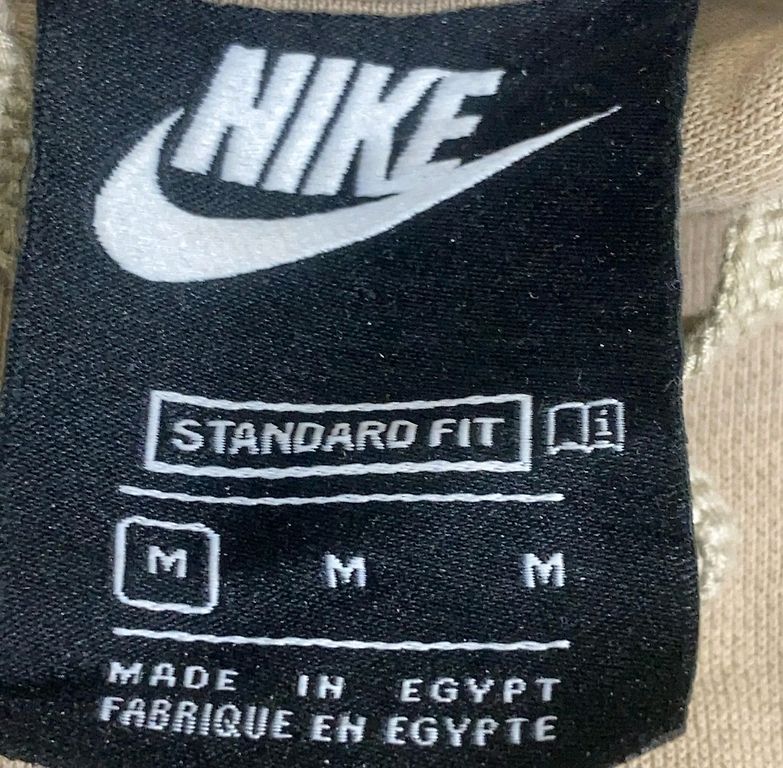 NIKE
STANDARD FIT i
M M M
MADE IN EGYPT
FABRIQUE EN EGYPTE